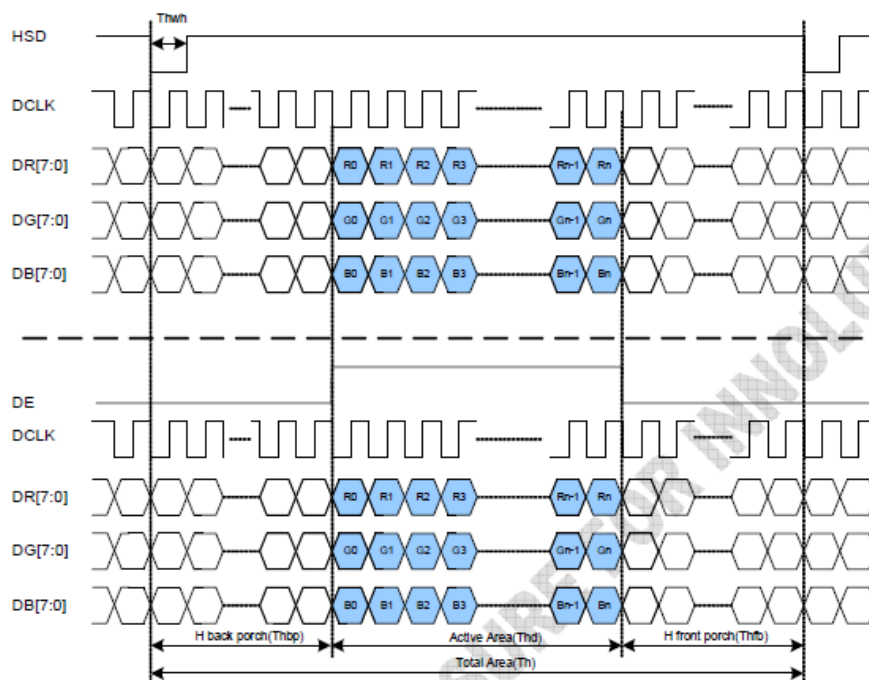 Thwh
HSD
DCLK
DR[7:0] R0 R1 R2 R3 Rn-1 Rn
DG[7:0] G0 G1 G2 G3 Gn-1 Gn
DB[7:0] B0 B1 B2 B3 Bn-1 Bn
DE
DCLK
DR[7:0] R0 R1 R2 R3 Rn-1 Rn
DG[7:0] G0 G1 G2 G3 Gn-1 Gn
DB[7:0] B0 B1 B2 B3 Bn-1 Bn
H back porch(Thbp) Active Area(Thd) H front porch(Thfb)
Total Area(Th)
SURE FOR INNOLU